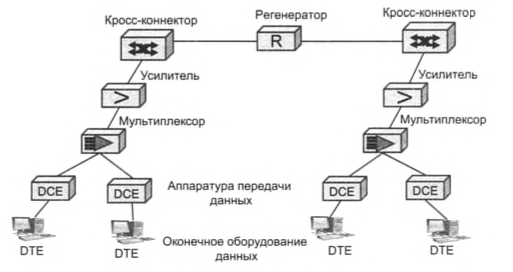 Регенератор
Кросс-коннектор
Кросс-коннектор
R
Усилитель
Усилитель
>
>
Мультиплексор
Мультиплексор
DCE
DCE
Аппаратура передачи
данных
DCE
DCE
DTE
DTE
Оконечное оборудование
данных
DTE
DTE